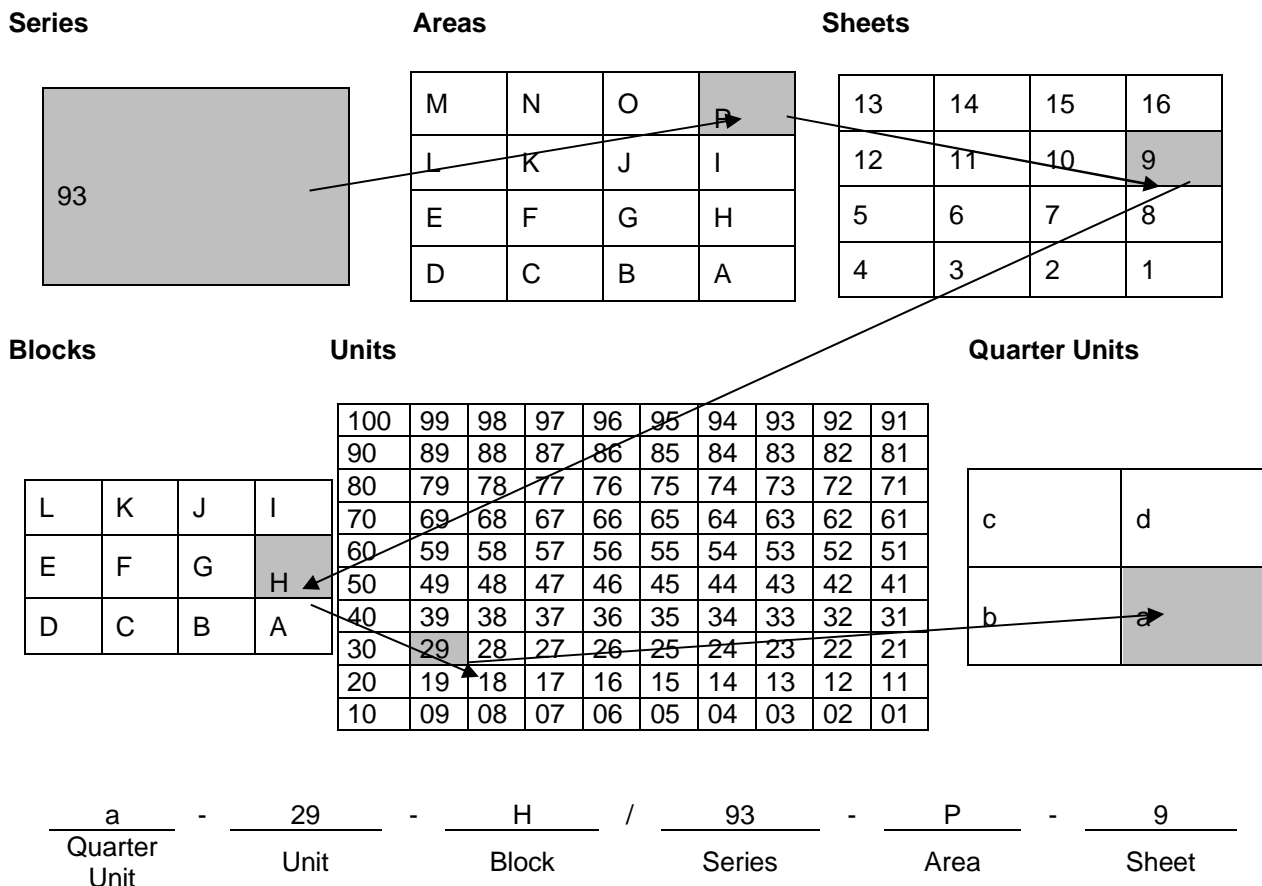 Series Areas Sheets
93
M N O P
L K J I
E F G H
D C B A
13 14 15 16
12 11 10 9
5 6 7 8
4 3 2 1
Blocks Units Quarter Units
L K J I
E F G H
D C B A
100 99 98 97 96 95 94 93 92 91
90 89 88 87 86 85 84 83 82 81
80 79 78 77 76 75 74 73 72 71
70 69 68 67 66 65 64 63 62 61
60 59 58 57 56 55 54 53 52 51
50 49 48 47 46 45 44 43 42 41
40 39 38 37 36 35 34 33 32 31
30 29 28 27 26 25 24 23 22 21
20 19 18 17 16 15 14 13 12 11
10 09 08 07 06 05 04 03 02 01
c d
b a
a - 29 - H / 93 - P - 9
Quarter Unit Block Series Area Sheet
Unit